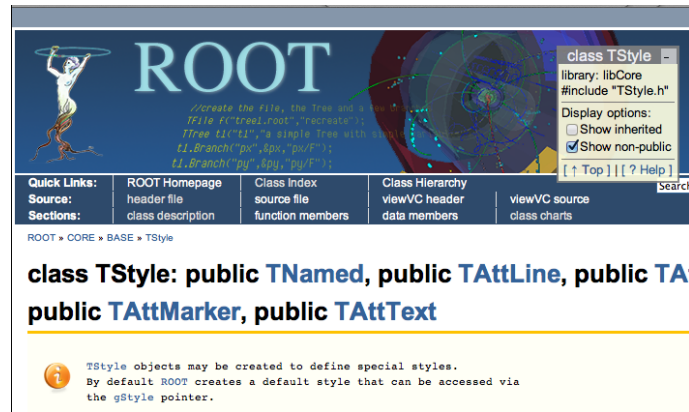 ROOT
//create the file, the Tree and a few
TFile f("tree1.root","recreate");
TTree t1("t1","a simple Tree with simple
t1.Branch("px",&px,"px/F");
t1.Branch("py",&py,"py/F");
class TStyle -
library: libCore
#include "TStyle.h"
Display options:
Show inherited
Show non-public
[ ↑ Top ] | [ ? Help ]
Search
Quick Links: ROOT Homepage Class Index Class Hierarchy
Source: header file source file viewVC header viewVC source
Sections: class description function members data members class charts
ROOT » CORE » BASE » TStyle
class TStyle: public TNamed, public TAttLine, public TA
public TAttMarker, public TAttText
TStyle objects may be created to define special styles.
By default ROOT creates a default style that can be accessed via
the gStyle pointer.